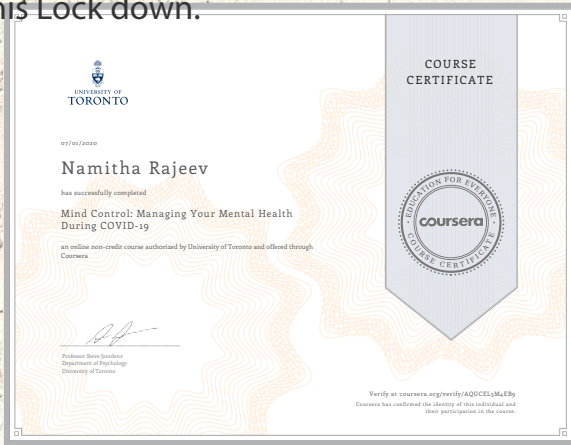 his Lock down.
UNIVERSITY OF
TORONTO
COURSE
CERTIFICATE
07/01/2020
Namitha Rajeev
has successfully completed
Mind Control: Managing Your Mental Health
During COVID-19
an online non-credit course authorized by University of Toronto and offered through
Coursera
EDUCATION FOR EVERYONE
coursera
COURSE CERTIFICATE
Professor Steve Joordens
Department of Psychology
University of Toronto
Verify at coursera.org/verify/AQUCEL5M4EB9
Coursera has confirmed the identity of this individual and
their participation in the course.